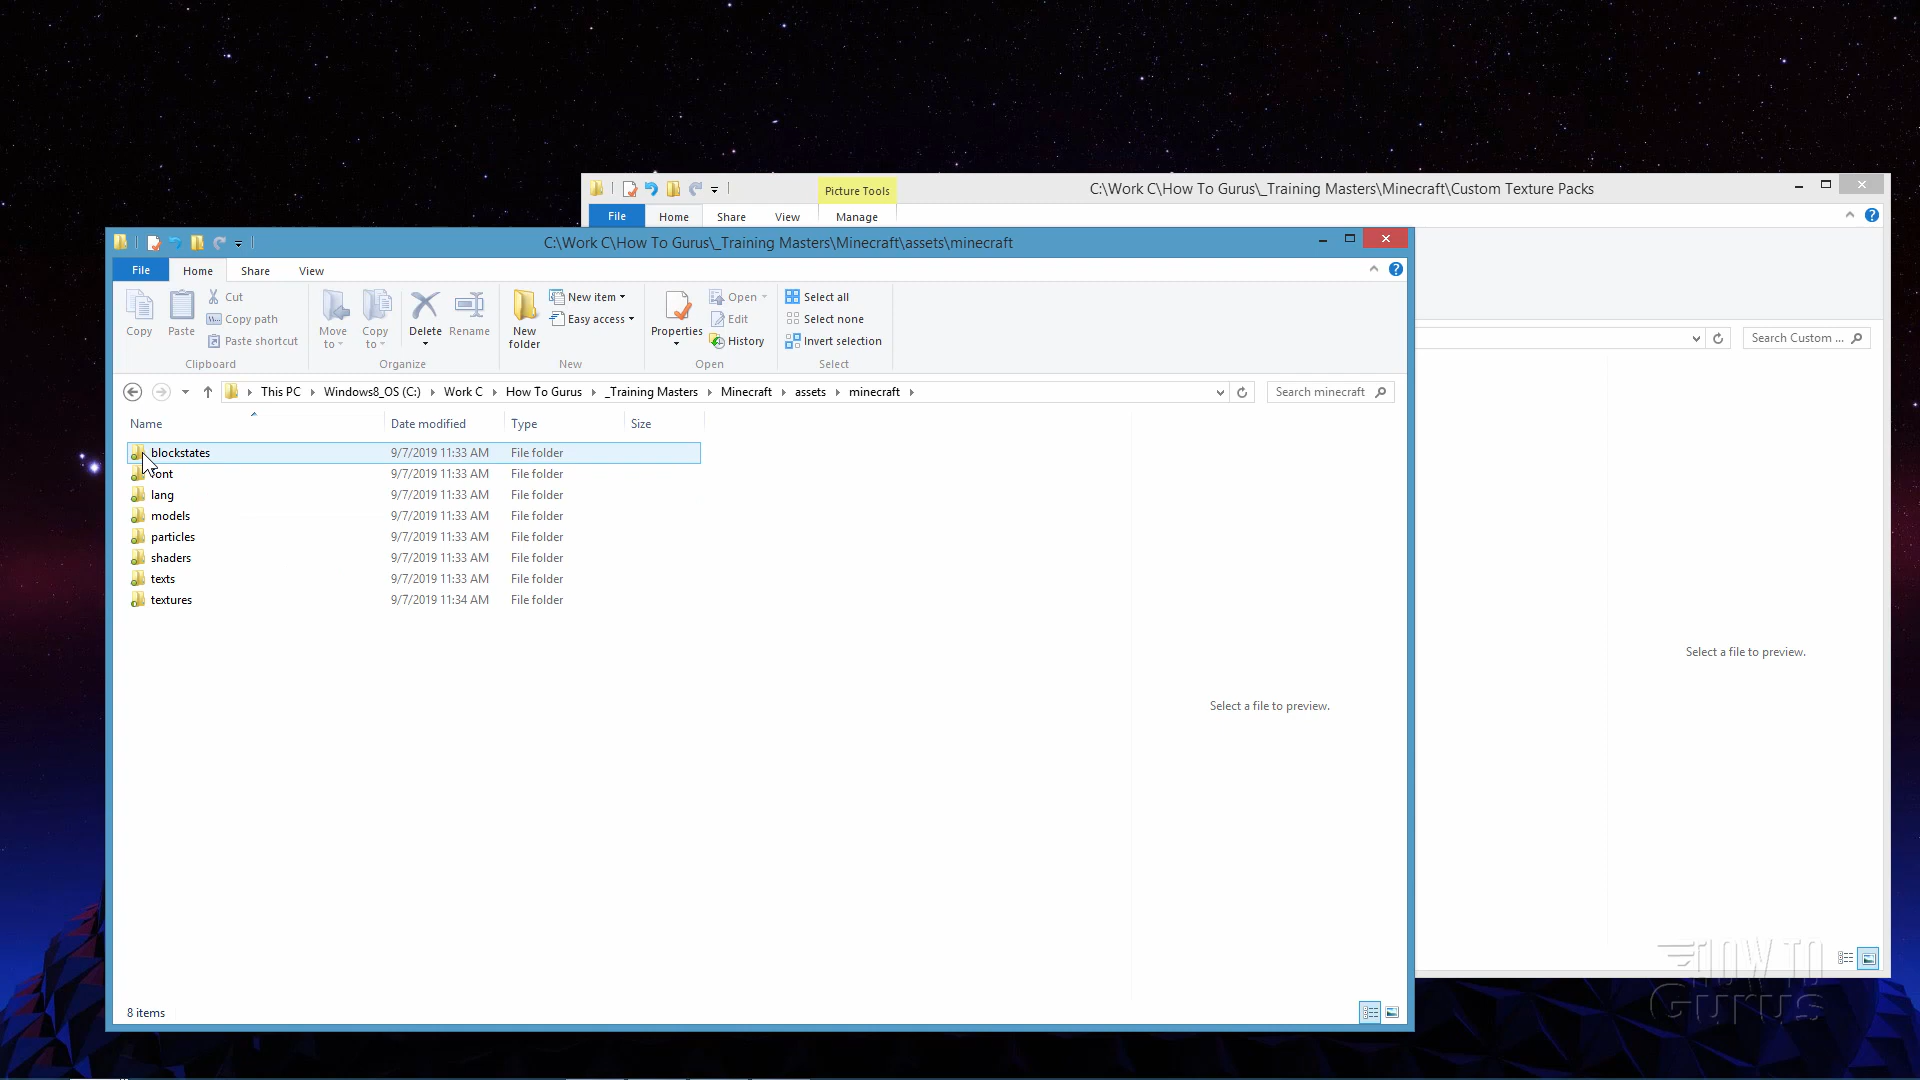 Picture Tools
C:\Work C\How To Gurus\_Training Masters\Minecraft\Custom Texture Packs
File Home Share View Manage
C:\Work C\How To Gurus\_Training Masters\Minecraft\assets\minecraft
File Home Share View
Copy
Paste
Cut
Copy path
Paste shortcut
Clipboard
Move to
Copy to
Delete
Rename
Organize
New folder
New item
Easy access
New
Properties
Open
Edit
History
Open
Select all
Select none
Invert selection
Select
Search Custom ...
This PC Windows8_OS (C:) Work C How To Gurus _Training Masters Minecraft assets minecraft
Search minecraft
Name Date modified Type Size
blockstates 9/7/2019 11:33 AM File folder
font 9/7/2019 11:33 AM File folder
lang 9/7/2019 11:33 AM File folder
models 9/7/2019 11:33 AM File folder
particles 9/7/2019 11:33 AM File folder
shaders 9/7/2019 11:33 AM File folder
texts 9/7/2019 11:33 AM File folder
textures 9/7/2019 11:34 AM File folder
Select a file to preview.
Select a file to preview.
8 items
HOW TO
GURUS